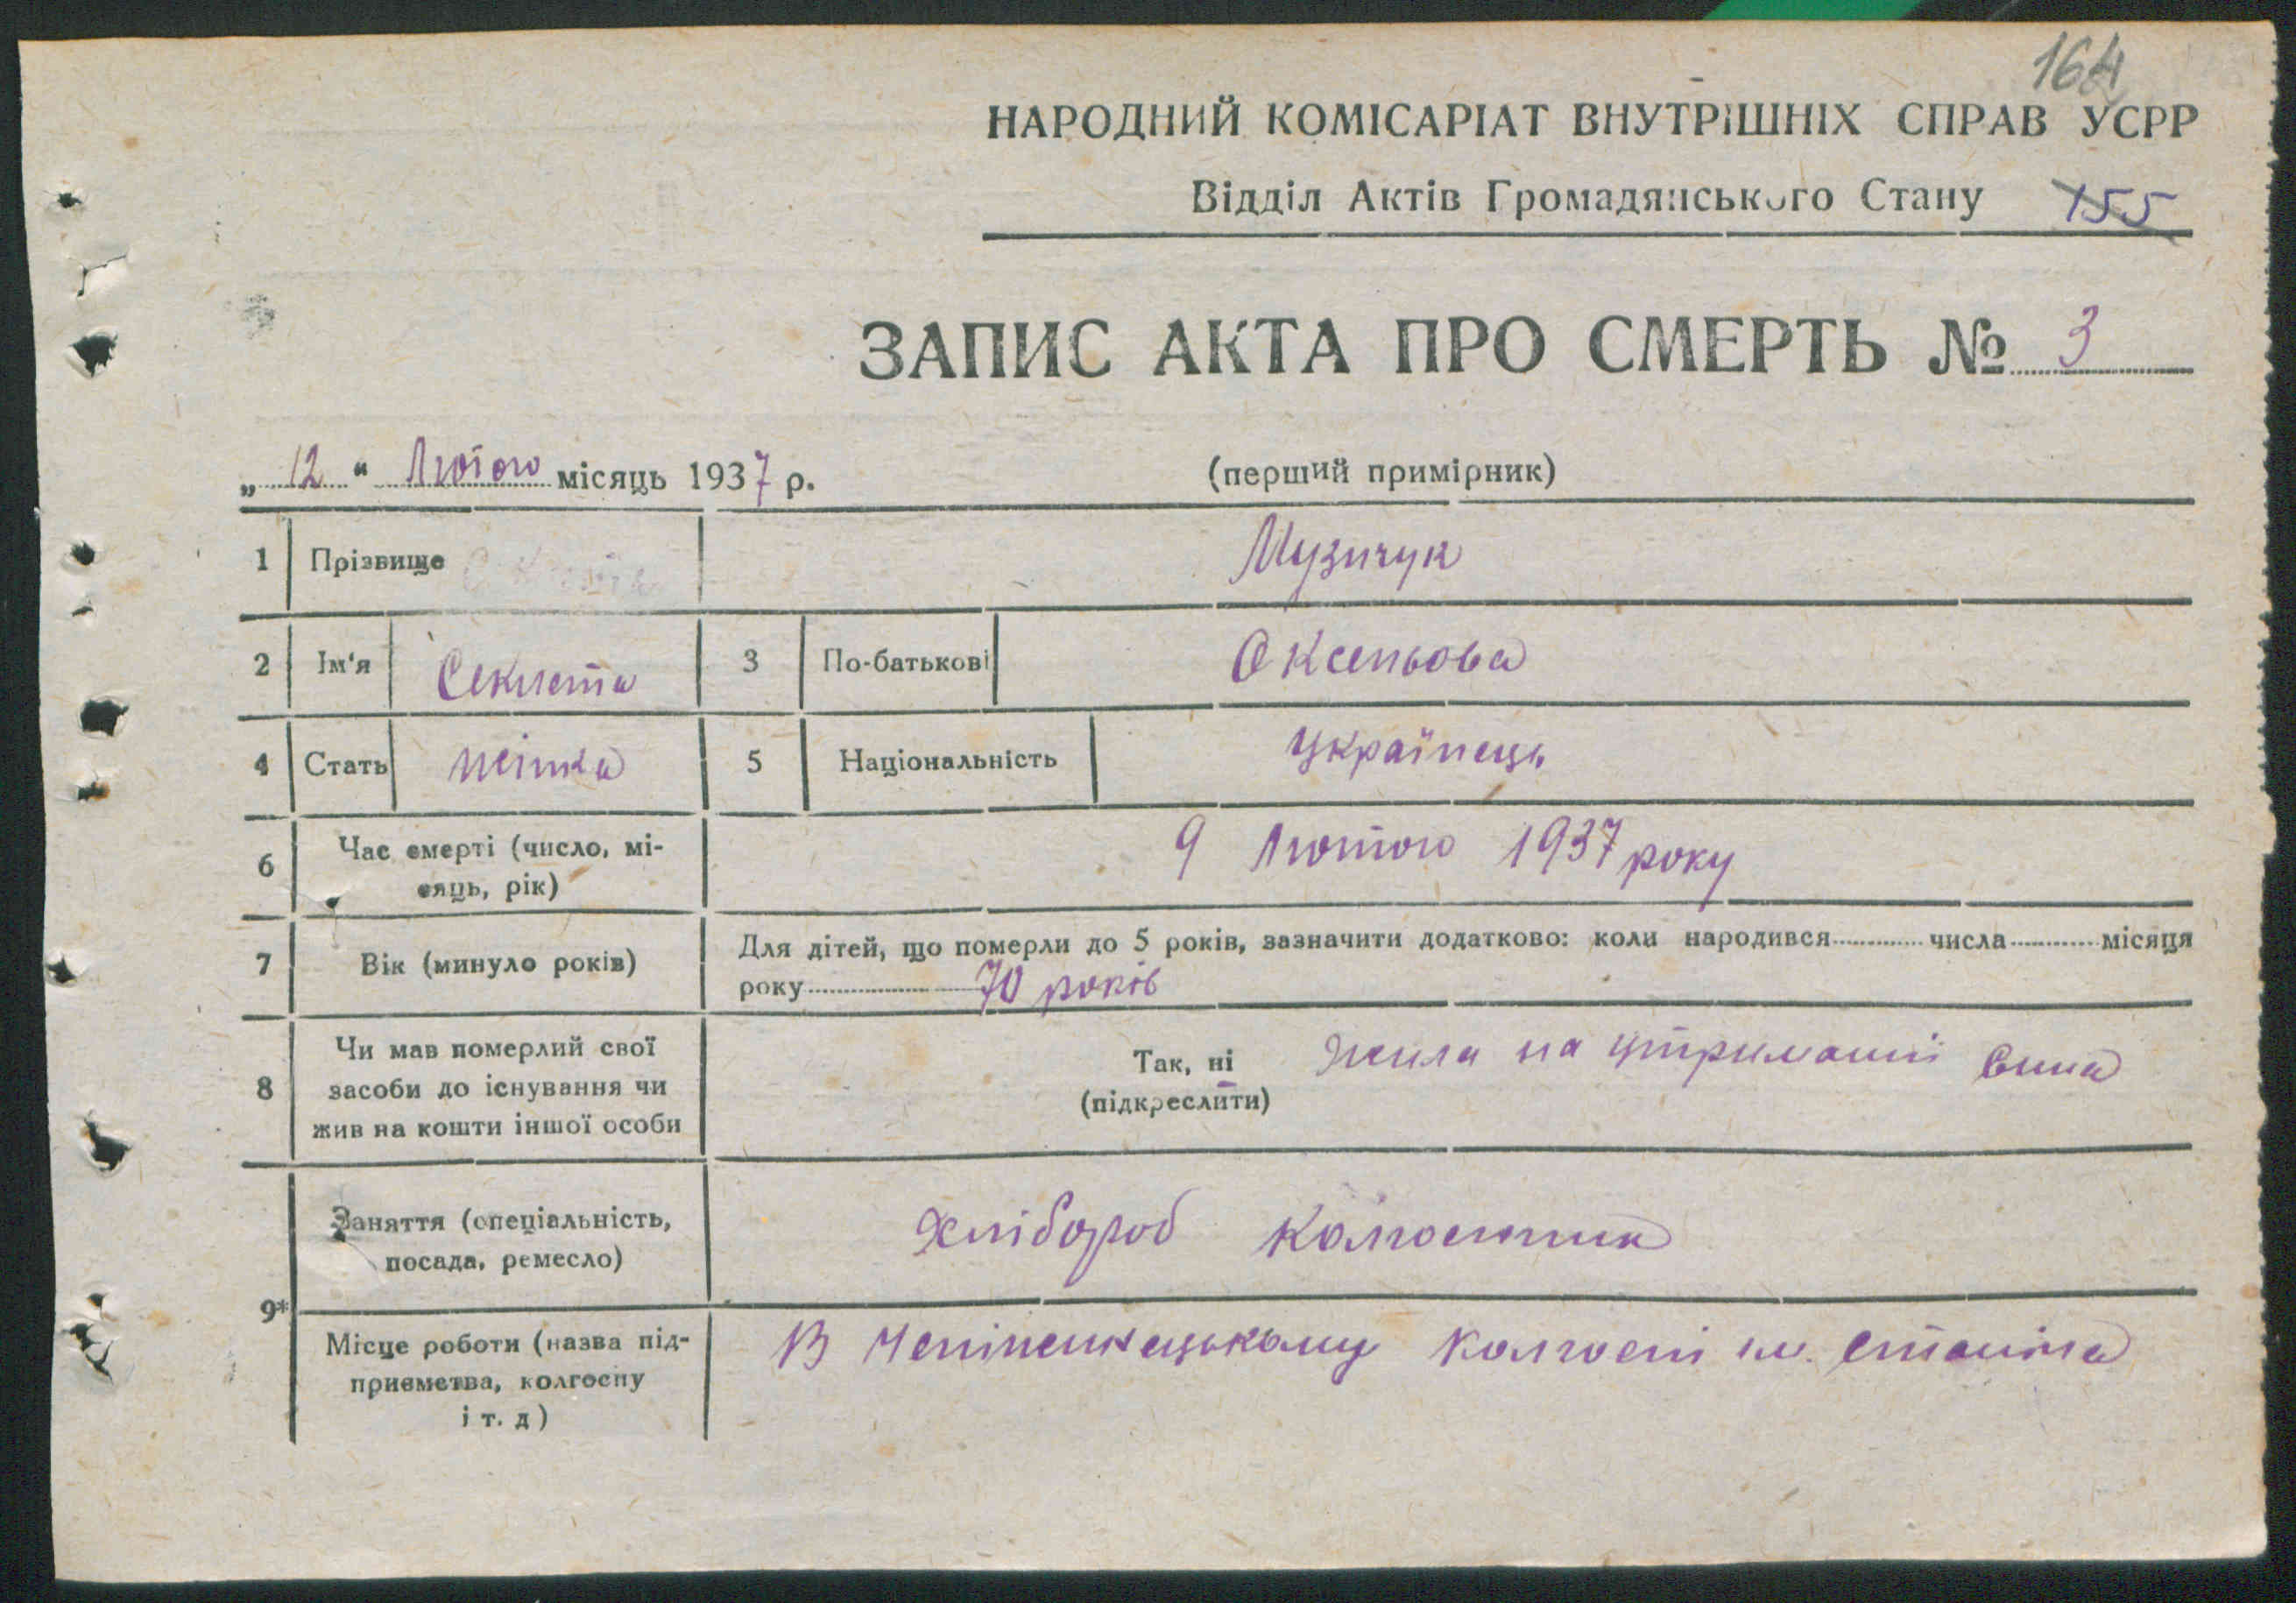 164
НАРОДНИЙ КОМІСАРІАТ ВНУТРІШНІХ СПРАВ УСРР
Відділ Актів Громадянського Стану 155
ЗАПИС АКТА ПРО СМЕРТЬ № 3
„12" Лютого місяць 1937 р. (перший примірник)
1 Прізвище Музичук
2 Ім'я Секлета 3 По-батькові Оксеньова
4 Стать жінка 5 Національність Українець
6 Час смерті (число, мі-
сяць, рік) 9 Лютого 1937 року
7 Вік (минуло років) Для дітей, що померли до 5 років, зазначити додатково: коли народився числа місяця
року 70 років
8 Чи мав померлий свої
засоби до існування чи
жив на кошти іншої особи
Так, ні
(підкреслити)
Жила на утриманні Сина
9* Заняття (спеціальність,
посада, ремесло) Хлібороб Колгоспник
Місце роботи (назва під-
приємства, колгоспу
і т. д)
В колгоспі ім. Сталіна